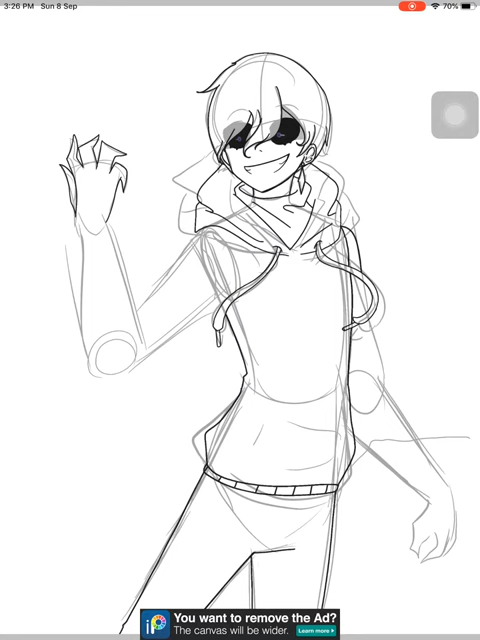 3:26 PM Sun 8 Sep
70%
iP
You want to remove the Ad?
The canvas will be wider.
Learn more